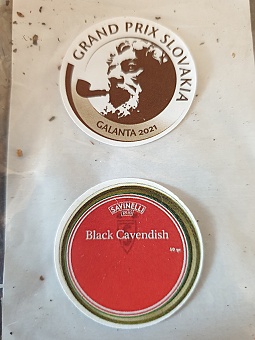 GRAND PRIX SLOVAKIA
GALANTA 2021
SAVINELLI
Black Cavendish